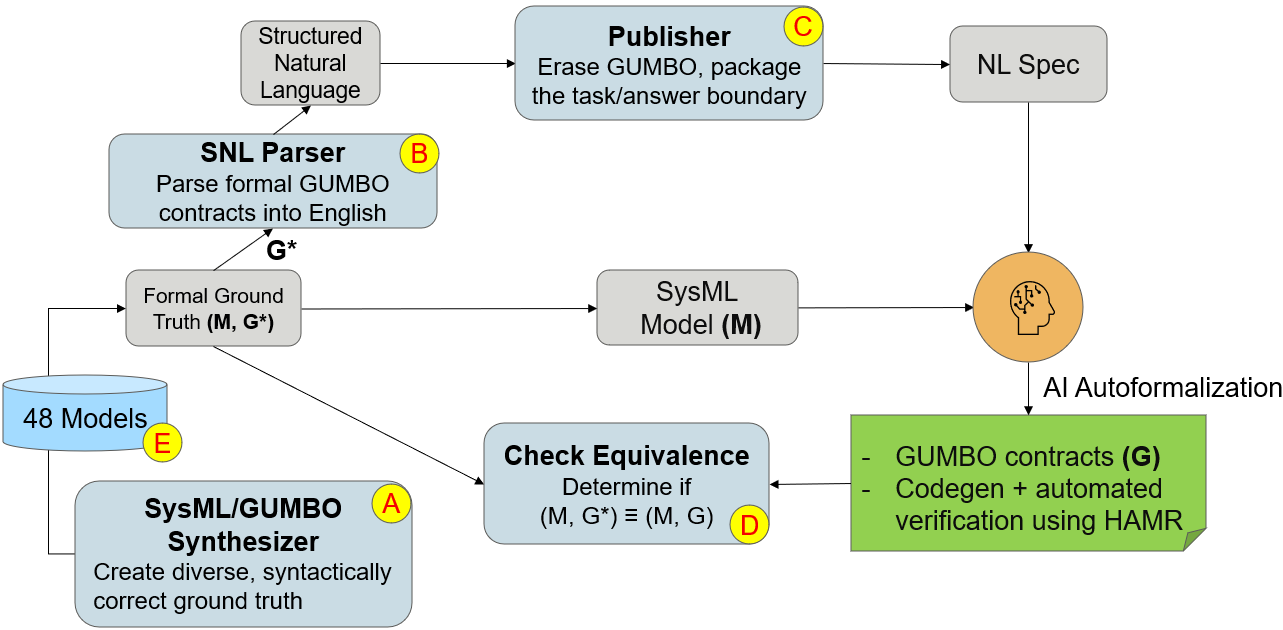 Structured
Natural
Language
Publisher
C
Erase GUMBO, package
the task/answer boundary
NL Spec
SNL Parser
B
Parse formal GUMBO
contracts into English
G*
Formal Ground
Truth (M, G*)
SysML
Model (M)
AI Autoformalization
48 Models
E
Check Equivalence
Determine if
(M, G*) ≡ (M, G)
D
- GUMBO contracts (G)
- Codegen + automated
verification using HAMR
SysML/GUMBO
A
Synthesizer
Create diverse, syntactically
correct ground truth